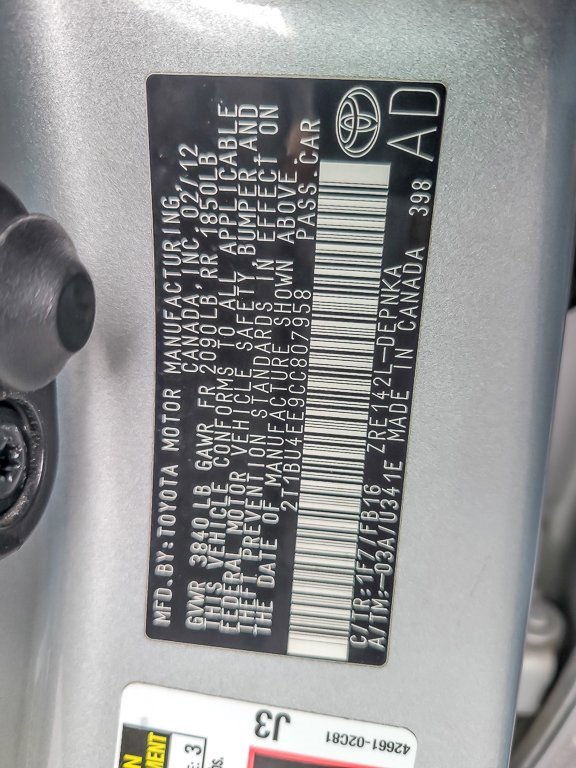 MFD.BY:TOYOTA MOTOR MANUFACTURING
CANADA, INC. 02/12
GVWR 3840LB GAWR FR 2090LB RR 1850LB
THIS VEHICLE CONFORMS TO ALL APPLICABLE
FEDERAL MOTOR VEHICLE SAFETY, BUMPER, AND
THEFT PREVENTION STANDARDS IN EFFECT ON
THE DATE OF MANUFACTURE SHOWN ABOVE.
2T1BU4EE9CC807958 PASS.CAR
C/TR:1F7/FB16 ZRE142L-DEPNKA
A/TM:-03A/U341E MADE IN CANADA 398
AD
J3
42661-02C81